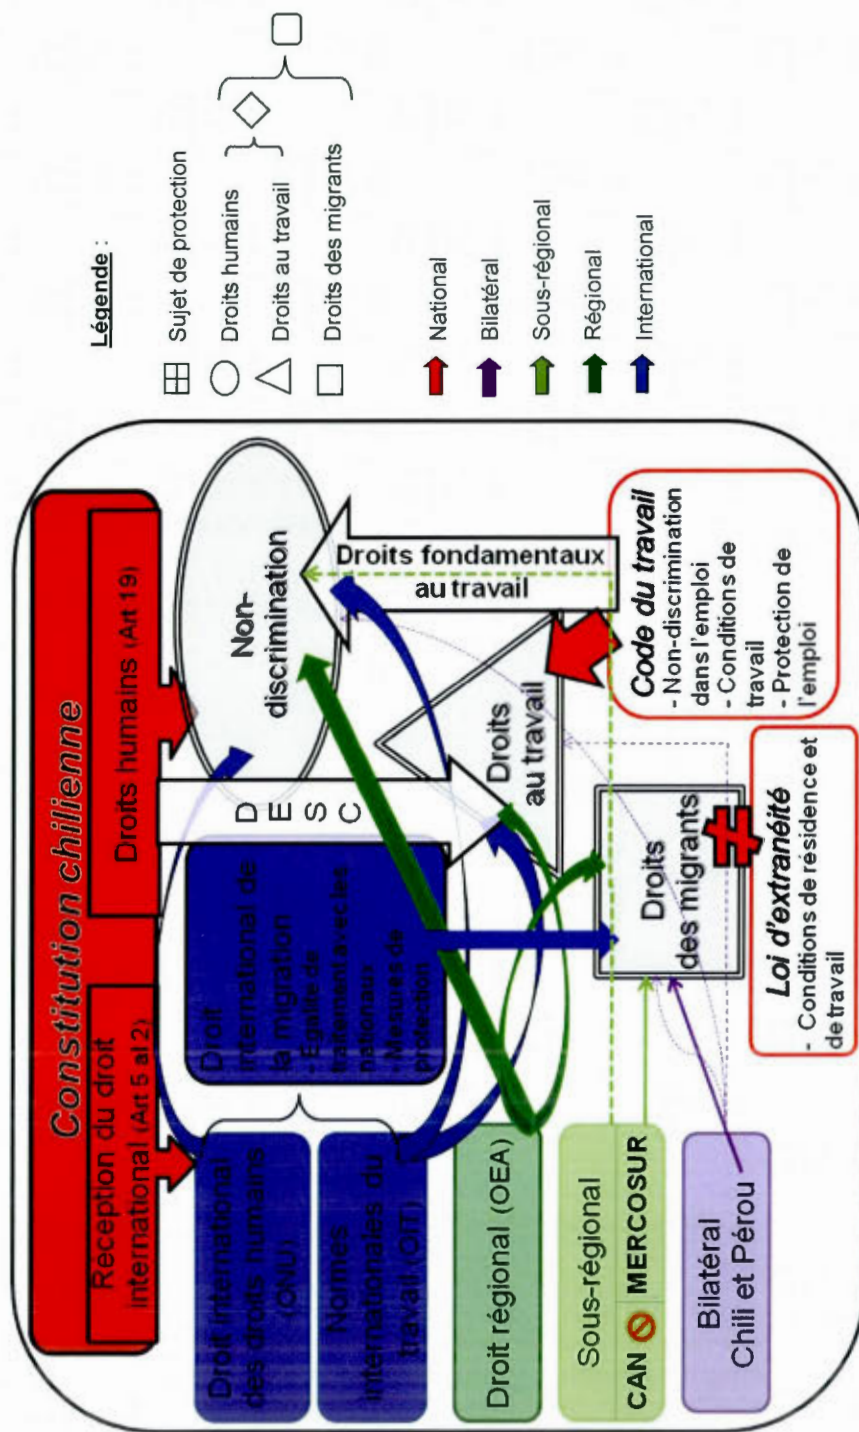 Constitution chilienne
Réception du droit
international (Art 5 al 2)
Droits humains (Art 19)
Droit international
des droits humains
(ONU)
Normes
internationales du
travail (OIT)
Droit régional (OEA)
Sous-régional
CAN MERCOSUR
Bilatéral
Chili et Pérou
Droit
international de
la migration
- Egalité de
traitement avec les
nationaux
- Mesures de
protection
D
E
S
C
Non-
discrimination
Droits
au travail
Droits fondamentaux
au travail
Droits
des migrants
≠
Loi d'extranéité
- Conditions de résidence et
de travail
Code du travail
- Non-discrimination
dans l'emploi
- Conditions de
travail
- Protection de
l'emploi
Légende :
Sujet de protection
Droits humains
Droits au travail
Droits des migrants
National
Bilatéral
Sous-régional
Régional
International